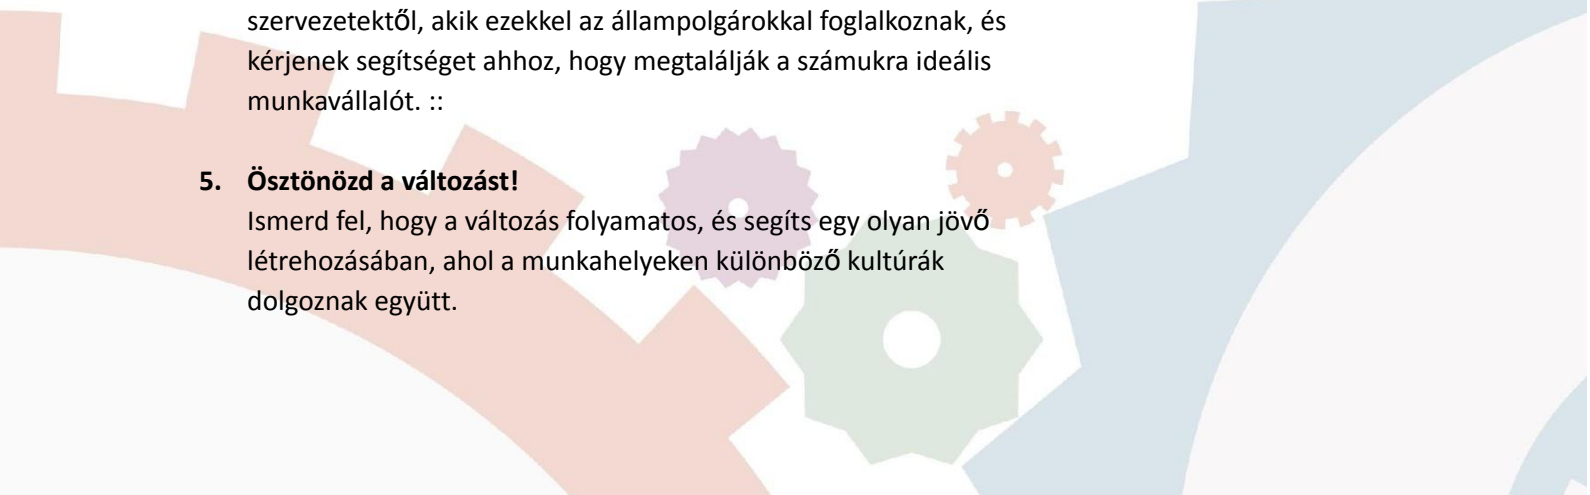 szervezetektől, akik ezekkel az állampolgárokkal foglalkoznak, és
kérjenek segítséget ahhoz, hogy megtalálják a számukra ideális
munkavállalót. ::
5. Ösztönözd a változást!
Ismerd fel, hogy a változás folyamatos, és segíts egy olyan jövő
létrehozásában, ahol a munkahelyeken különböző kultúrák
dolgoznak együtt.